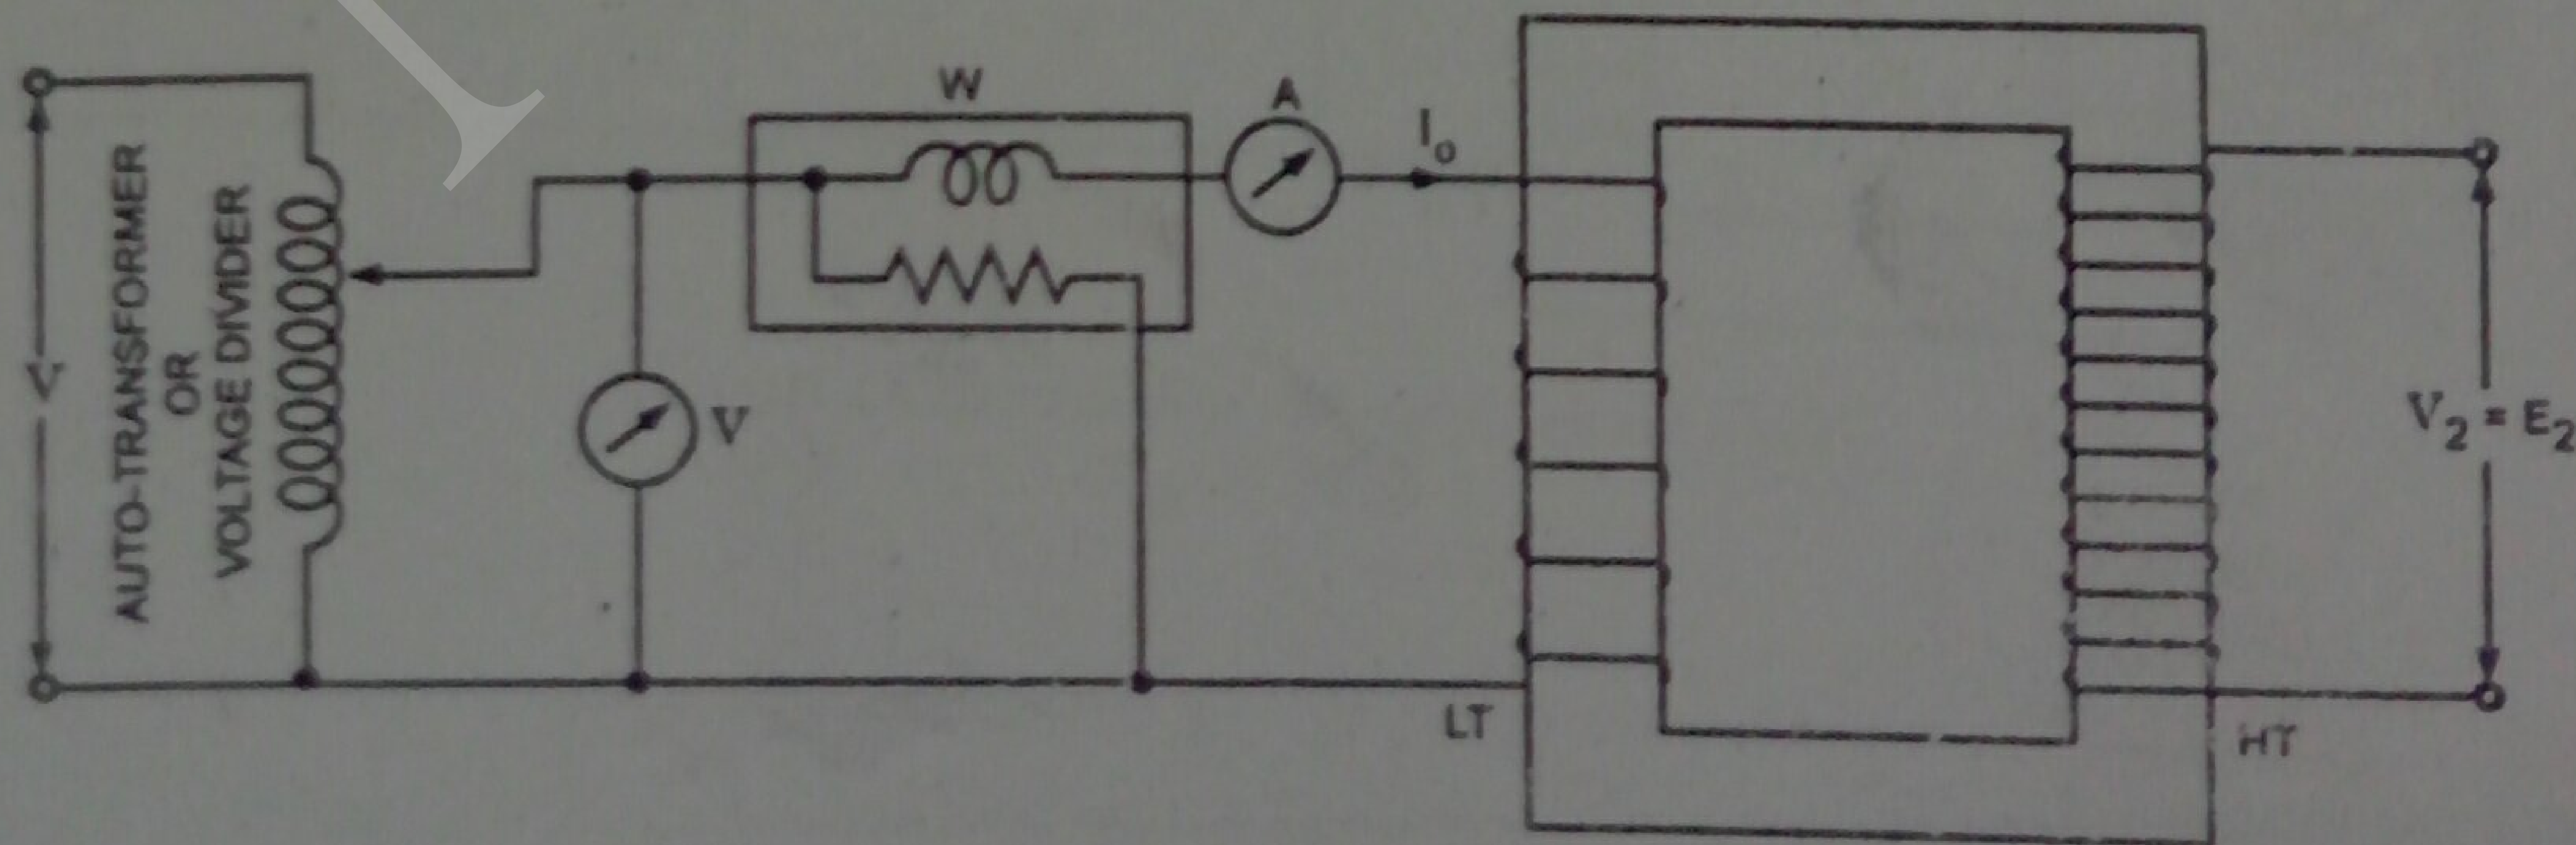 V
AUTO-TRANSFORMER
OR
VOLTAGE DIVIDER
V
W
A
I₀
LT
HT
V₂ = E₂